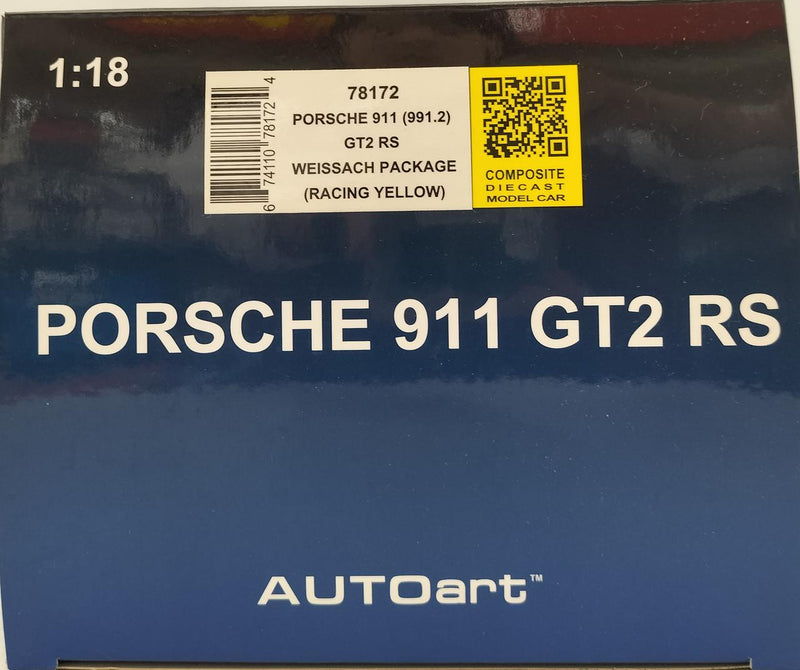 1:18
6 74110 78172 4
78172
PORSCHE 911 (991.2)
GT2 RS
WEISSACH PACKAGE
(RACING YELLOW)
COMPOSITE
DIECAST
MODEL CAR
PORSCHE 911 GT2 RS
AUTOart™